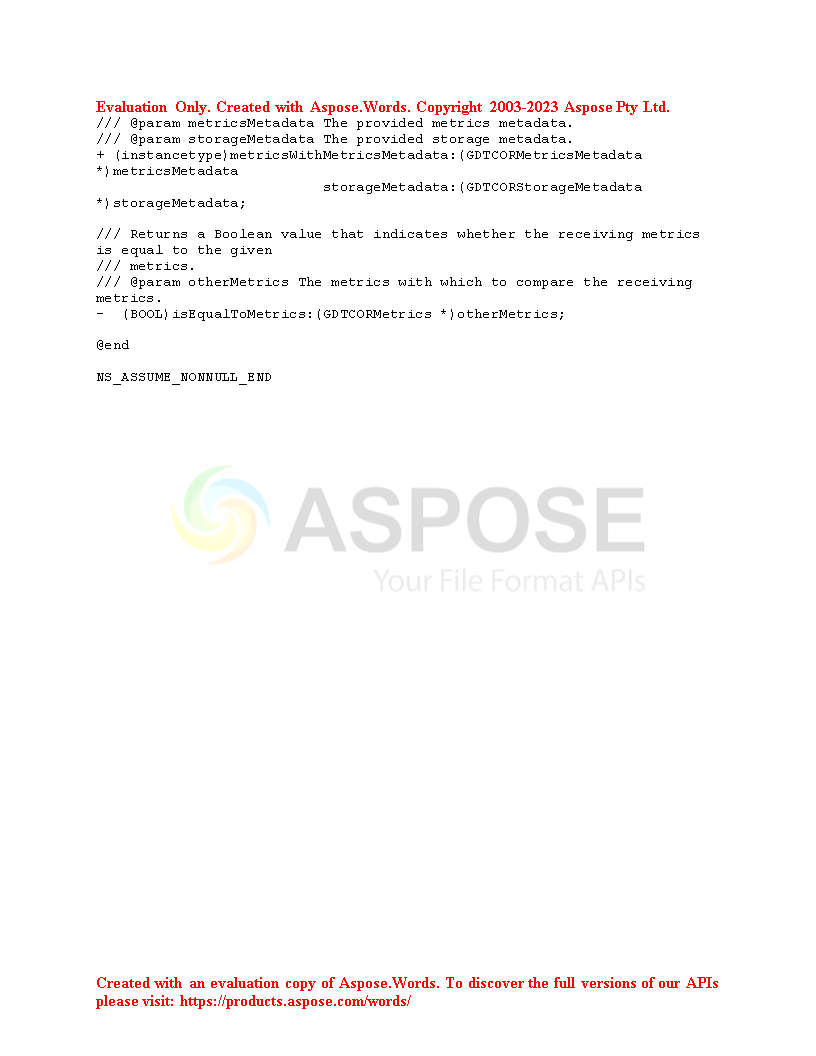 Evaluation Only. Created with Aspose.Words. Copyright 2003-2023 Aspose Pty Ltd.
/// @param metricsMetadata The provided metrics metadata.
/// @param storageMetadata The provided storage metadata.
+ (instancetype)metricsWithMetricsMetadata:(GDTCORMetricsMetadata
*)metricsMetadata
                           storageMetadata:(GDTCORStorageMetadata
*)storageMetadata;
/// Returns a Boolean value that indicates whether the receiving metrics
is equal to the given
/// metrics.
/// @param otherMetrics The metrics with which to compare the receiving
metrics.
-  (BOOL)isEqualToMetrics:(GDTCORMetrics *)otherMetrics;
@end
NS_ASSUME_NONNULL_END
ASPOSE
Your File Format APIs
Created with an evaluation copy of Aspose.Words. To discover the full versions of our APIs
please visit: https://products.aspose.com/words/